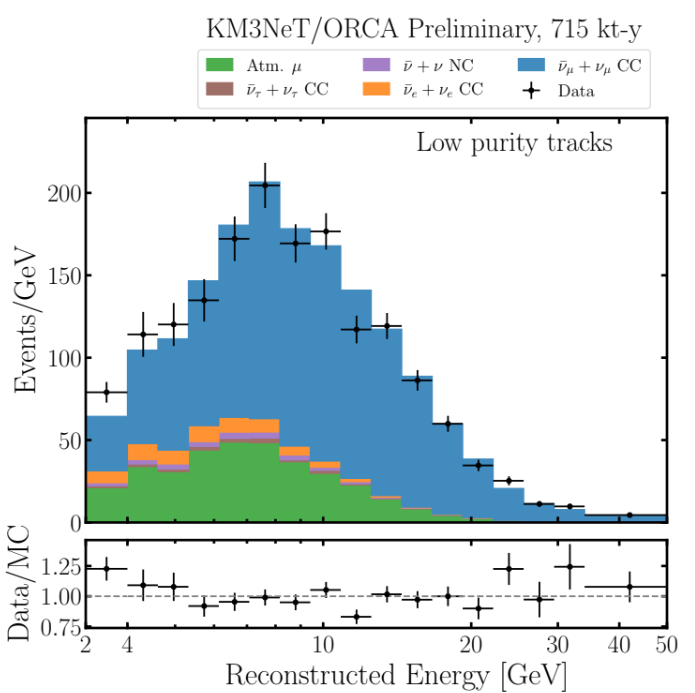 KM3NeT/ORCA Preliminary, 715 kt-y
Atm. μ
ν̄ + ν NC
ν̄μ + νμ CC
ν̄τ + ντ CC
ν̄e + νe CC
Data
Low purity tracks
Events/GeV
200
150
100
50
0
Data/MC
1.25
1.00
0.75
2 4 10 20 30 40 50
Reconstructed Energy [GeV]